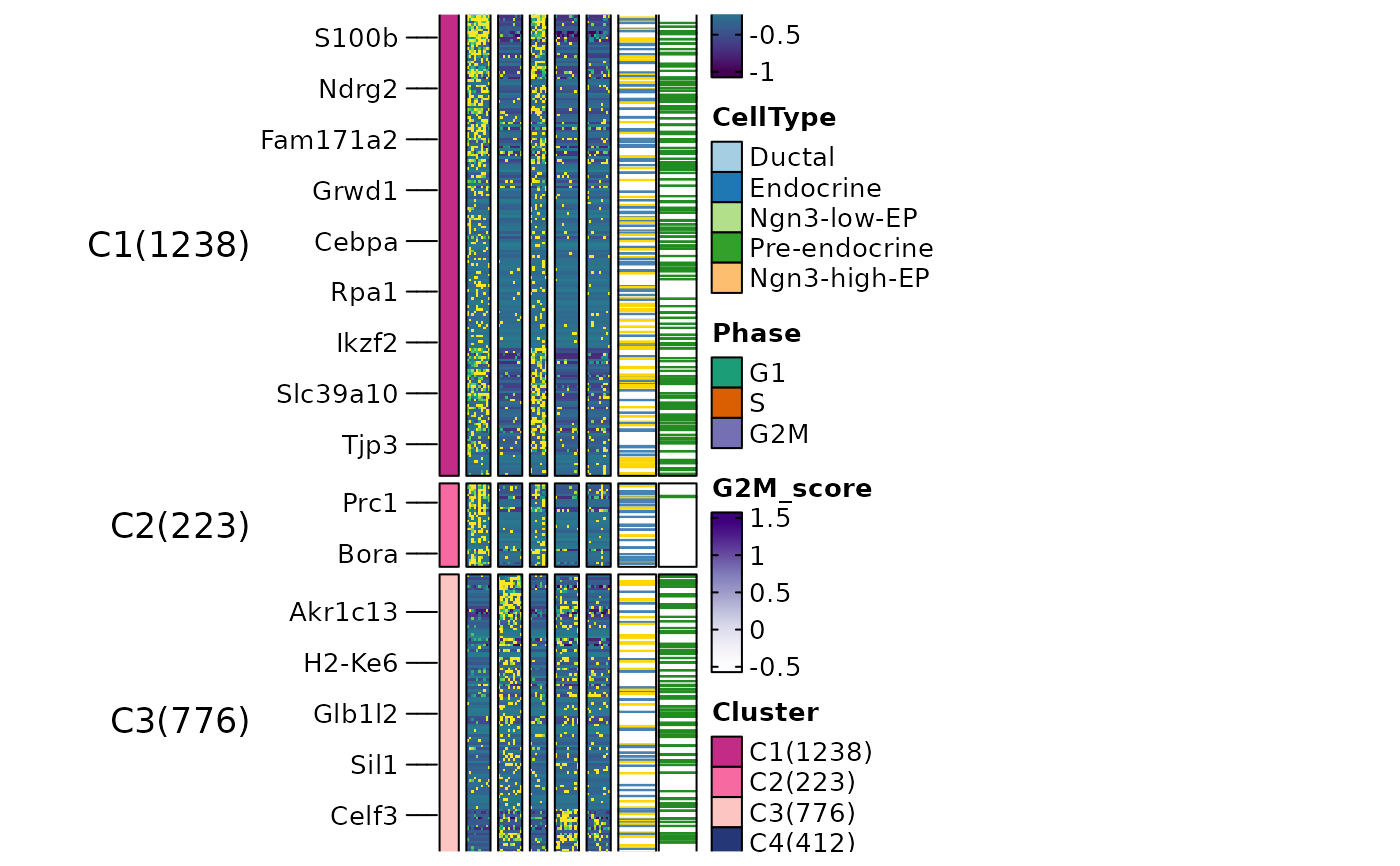 S100b
Ndrg2
Fam171a2
Grwd1
C1(1238)
Cebpa
Rpa1
Ikzf2
Slc39a10
Tjp3
Prc1
C2(223)
Bora
Akr1c13
H2-Ke6
Glb1l2
C3(776)
Sil1
Celf3
-0.5
-1
CellType
Ductal
Endocrine
Ngn3-low-EP
Pre-endocrine
Ngn3-high-EP
Phase
G1
S
G2M
G2M_score
1.5
1
0.5
0
-0.5
Cluster
C1(1238)
C2(223)
C3(776)
C4(412)